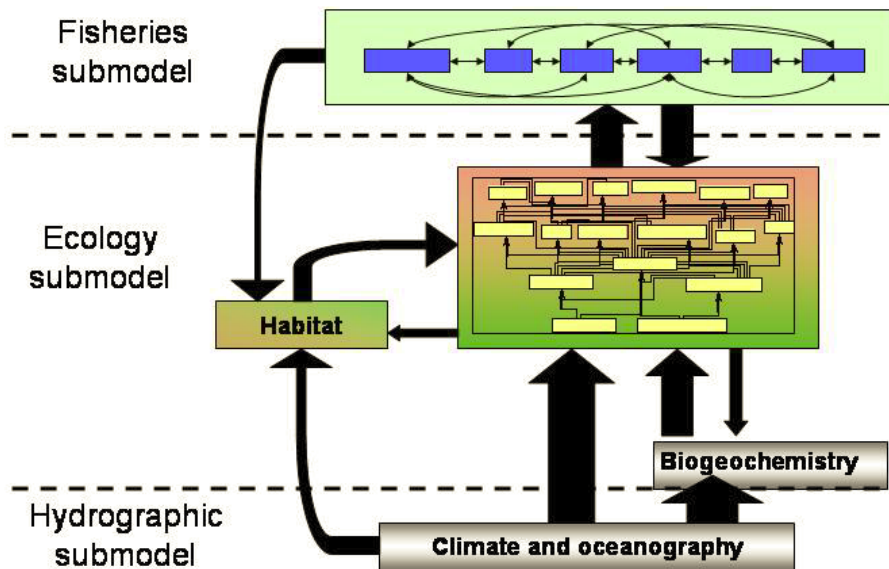 Fisheries
submodel
Ecology
submodel
Habitat
Biogeochemistry
Hydrographic
submodel
Climate and oceanography